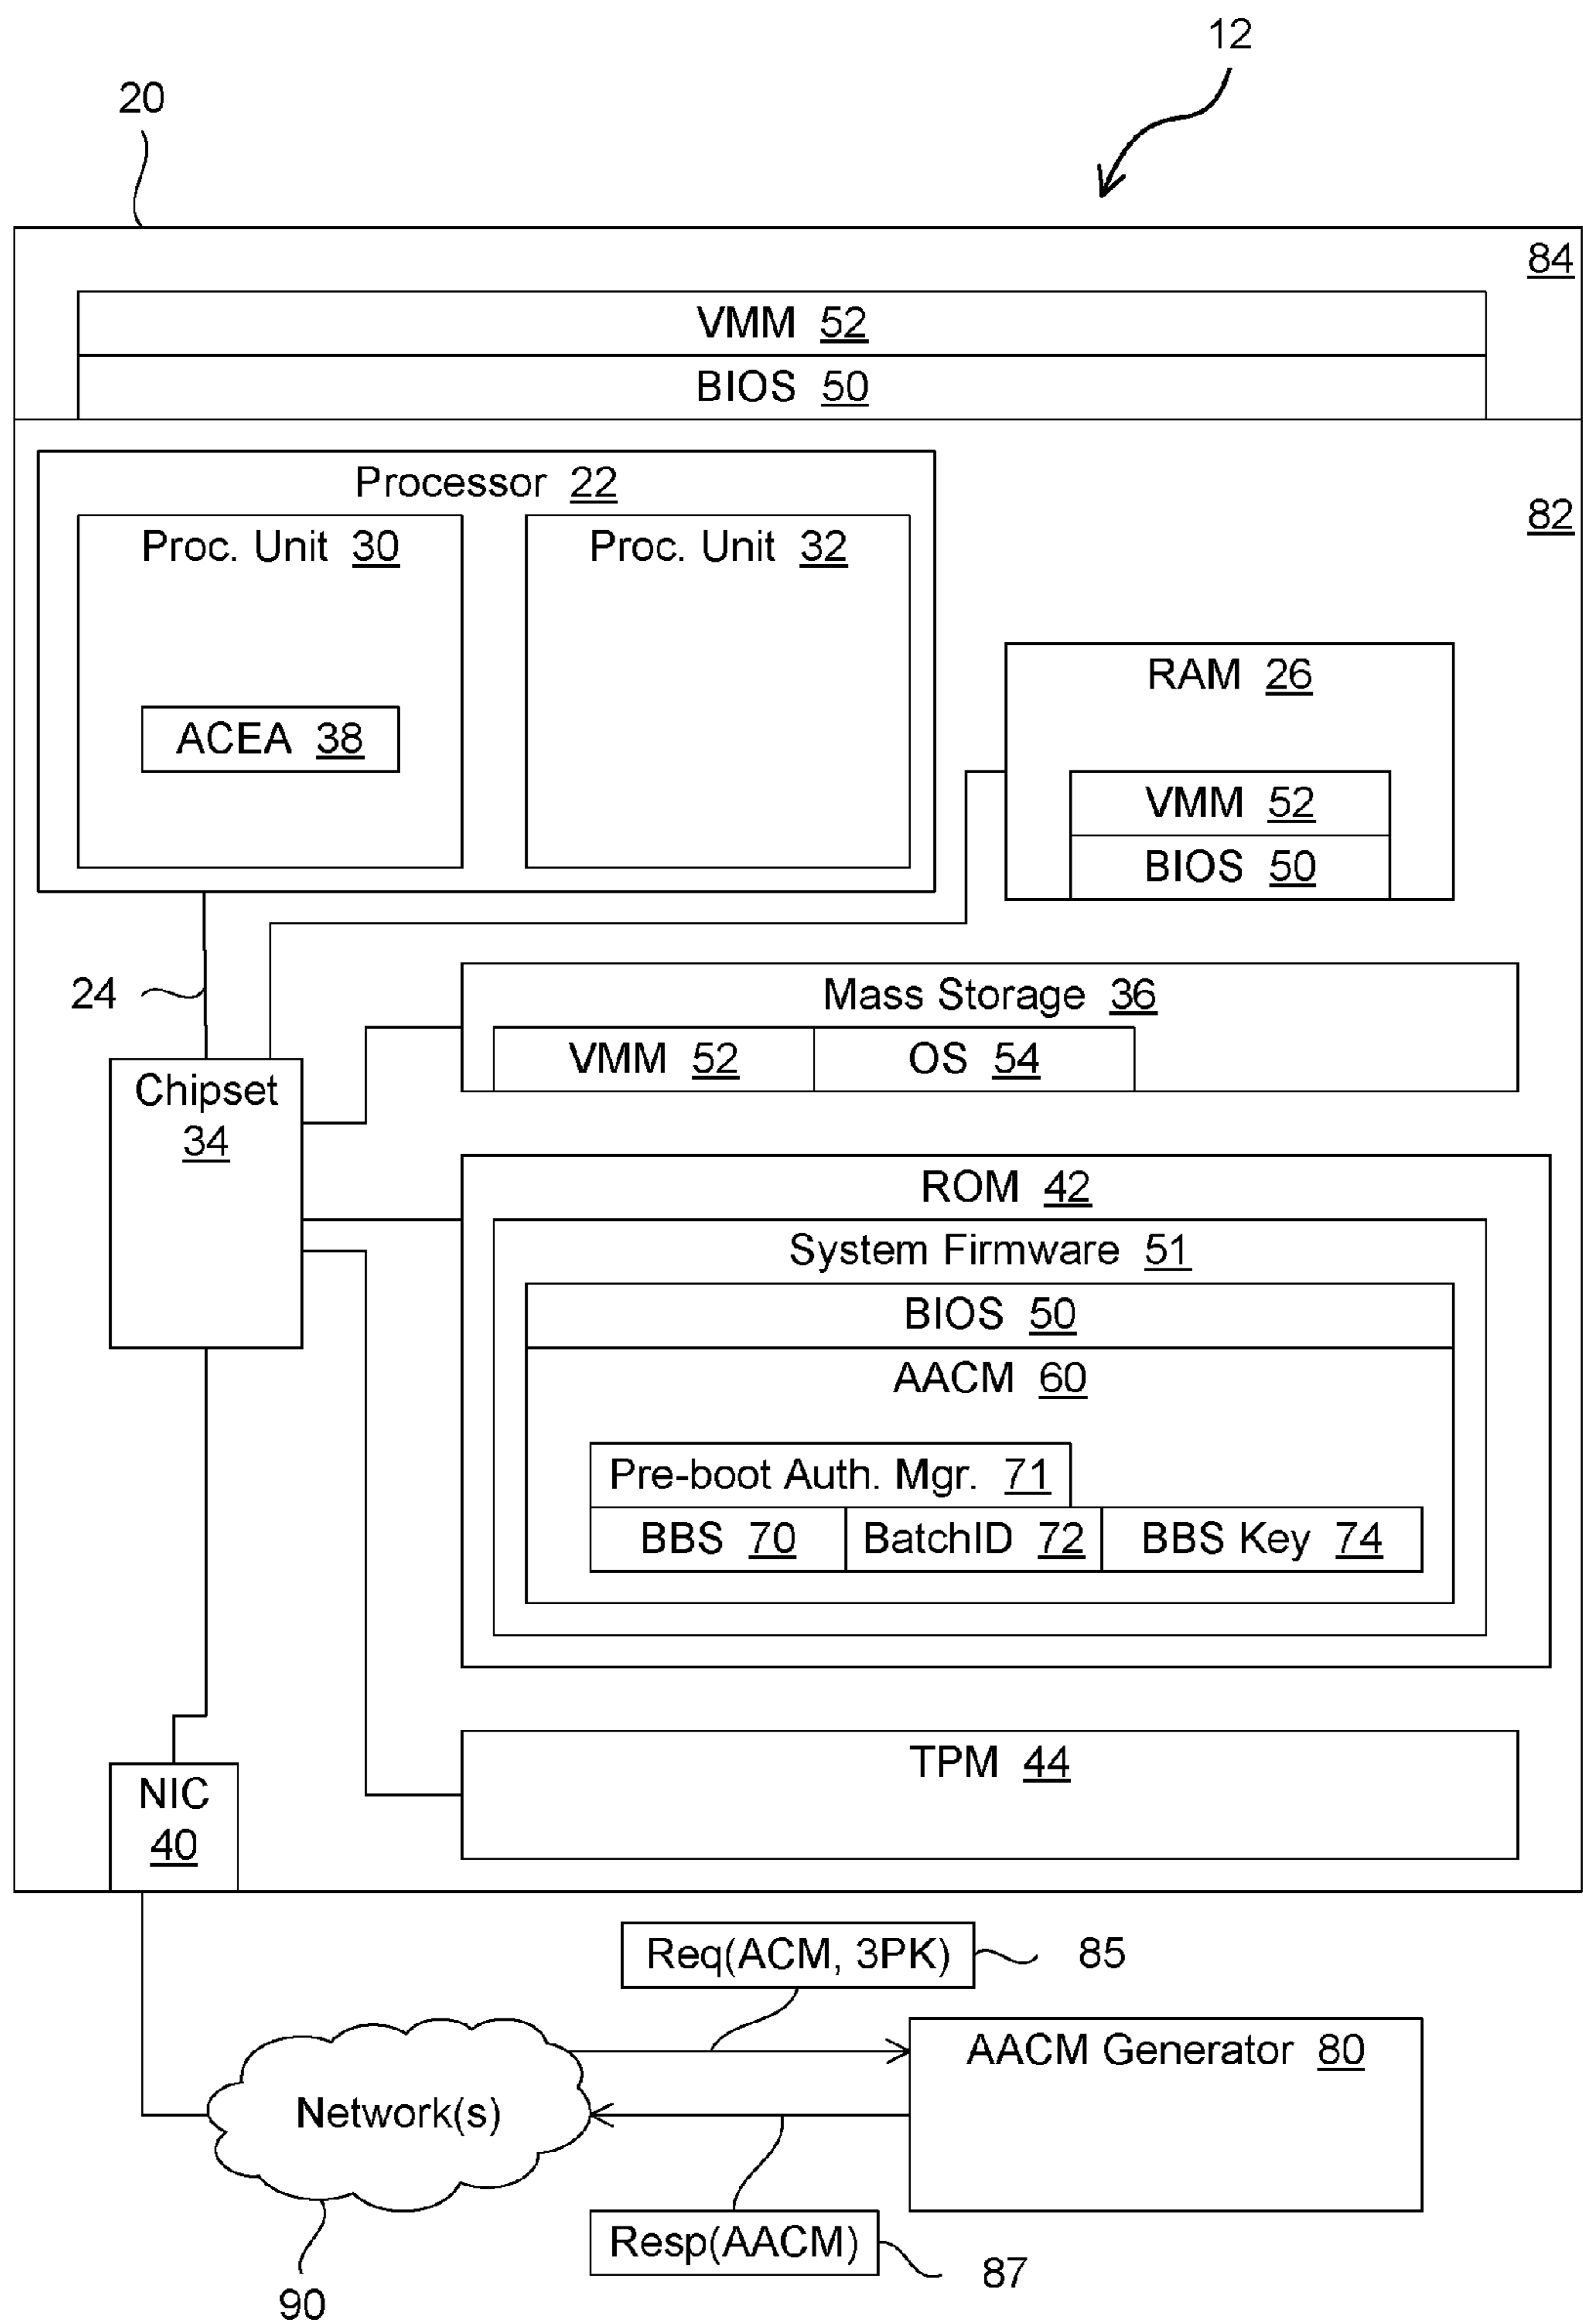 12
20
84
VMM 52
BIOS 50
Processor 22
82
Proc. Unit 30
Proc. Unit 32
RAM 26
ACEA 38
VMM 52
BIOS 50
24
Mass Storage 36
VMM 52
OS 54
Chipset
34
ROM 42
System Firmware 51
BIOS 50
AACM 60
Pre-boot Auth. Mgr. 71
BBS 70
BatchID 72
BBS Key 74
TPM 44
NIC
40
Req(ACM, 3PK)
85
AACM Generator 80
Network(s)
Resp(AACM)
87
90